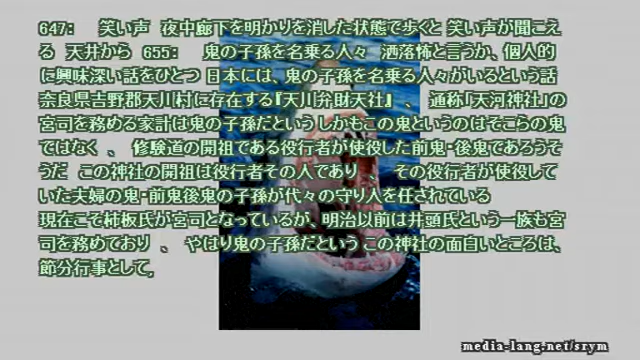 647:　笑い声　夜中廊下を明かりを消した状態で歩くと 笑い声が聞こえ
る　天井から　655:　鬼の子孫を名乗る人々　洒落怖と言うか、個人的
に興味深い話をひとつ 日本には、鬼の子孫を名乗る人々がいるという話
奈良県吉野郡天川村に存在する『天川弁財天社』 、　通称「天河神社」の
宮司を務める家計は鬼の子孫だという しかもこの鬼というのはそこらの鬼
ではなく 、　修験道の開祖である役行者が使役した前鬼・後鬼であろうそ
うだ　この神社の開祖は役行者その人であり　、　その役行者が使役して
いた夫婦の鬼・前鬼後鬼の子孫が代々の守り人を任されている
現在こそ柿板氏が宮司となっているが、明治以前は井頭氏という一族も宮
司を務めており　、　やはり鬼の子孫だという この神社の面白いところは、
節分行事として,
media-lang.net/srym